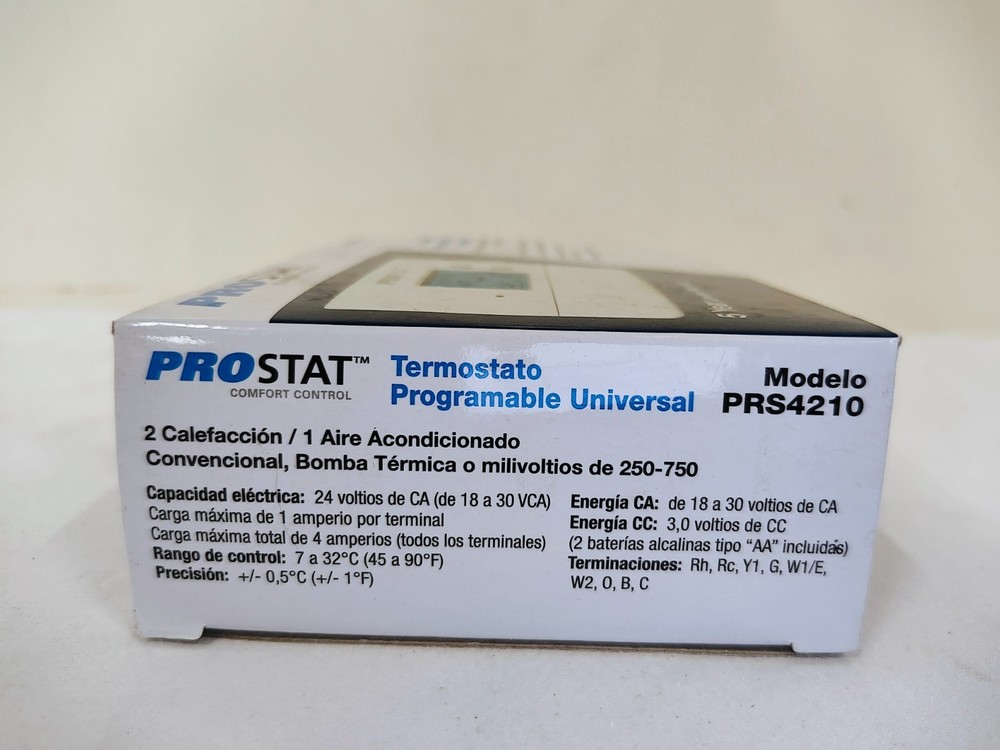 PROSTAT
PROSTAT™
COMFORT CONTROL
Termostato
Programable Universal
Modelo
PRS4210
2 Calefacción / 1 Aire Acondicionado
Convencional, Bomba Térmica o milivoltios de 250-750
Capacidad eléctrica: 24 voltios de CA (de 18 a 30 VCA)
Carga máxima de 1 amperio por terminal
Carga máxima total de 4 amperios (todos los terminales)
Rango de control: 7 a 32°C (45 a 90°F)
Precisión: +/- 0,5°C (+/- 1°F)
Energía CA: de 18 a 30 voltios de CA
Energía CC: 3,0 voltios de CC
(2 baterías alcalinas tipo “AA” incluidas)
Terminaciones: Rh, Rc, Y1, G, W1/E,
W2, O, B, C